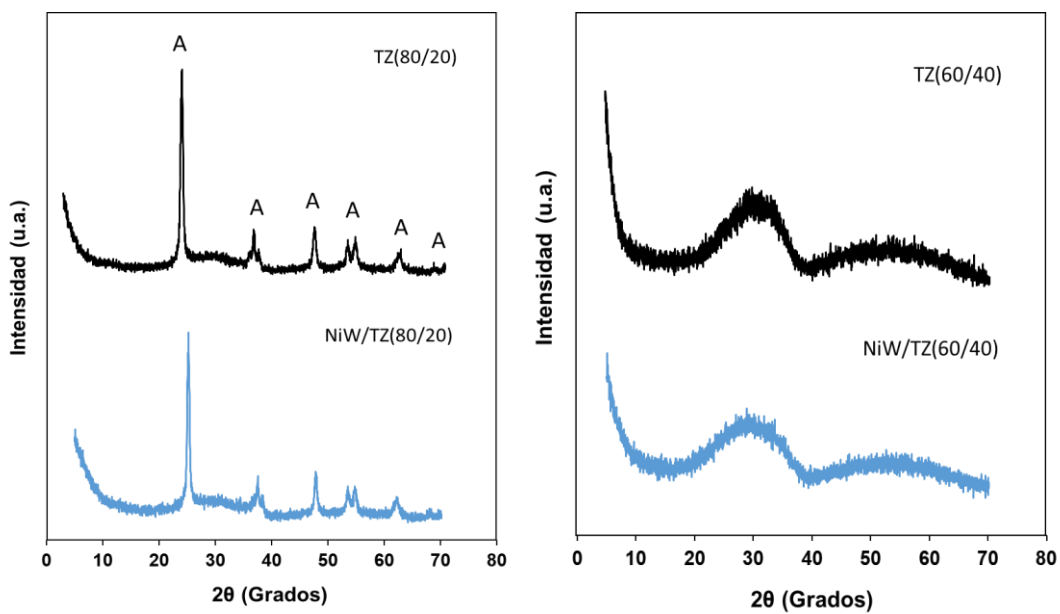 A
TZ(80/20)
A
A
A
A
A
NiW/TZ(80/20)
Intensidad (u.a.)
0 10 20 30 40 50 60 70 80
2θ (Grados)
TZ(60/40)
NiW/TZ(60/40)
Intensidad (u.a.)
0 10 20 30 40 50 60 70 80
2θ (Grados)